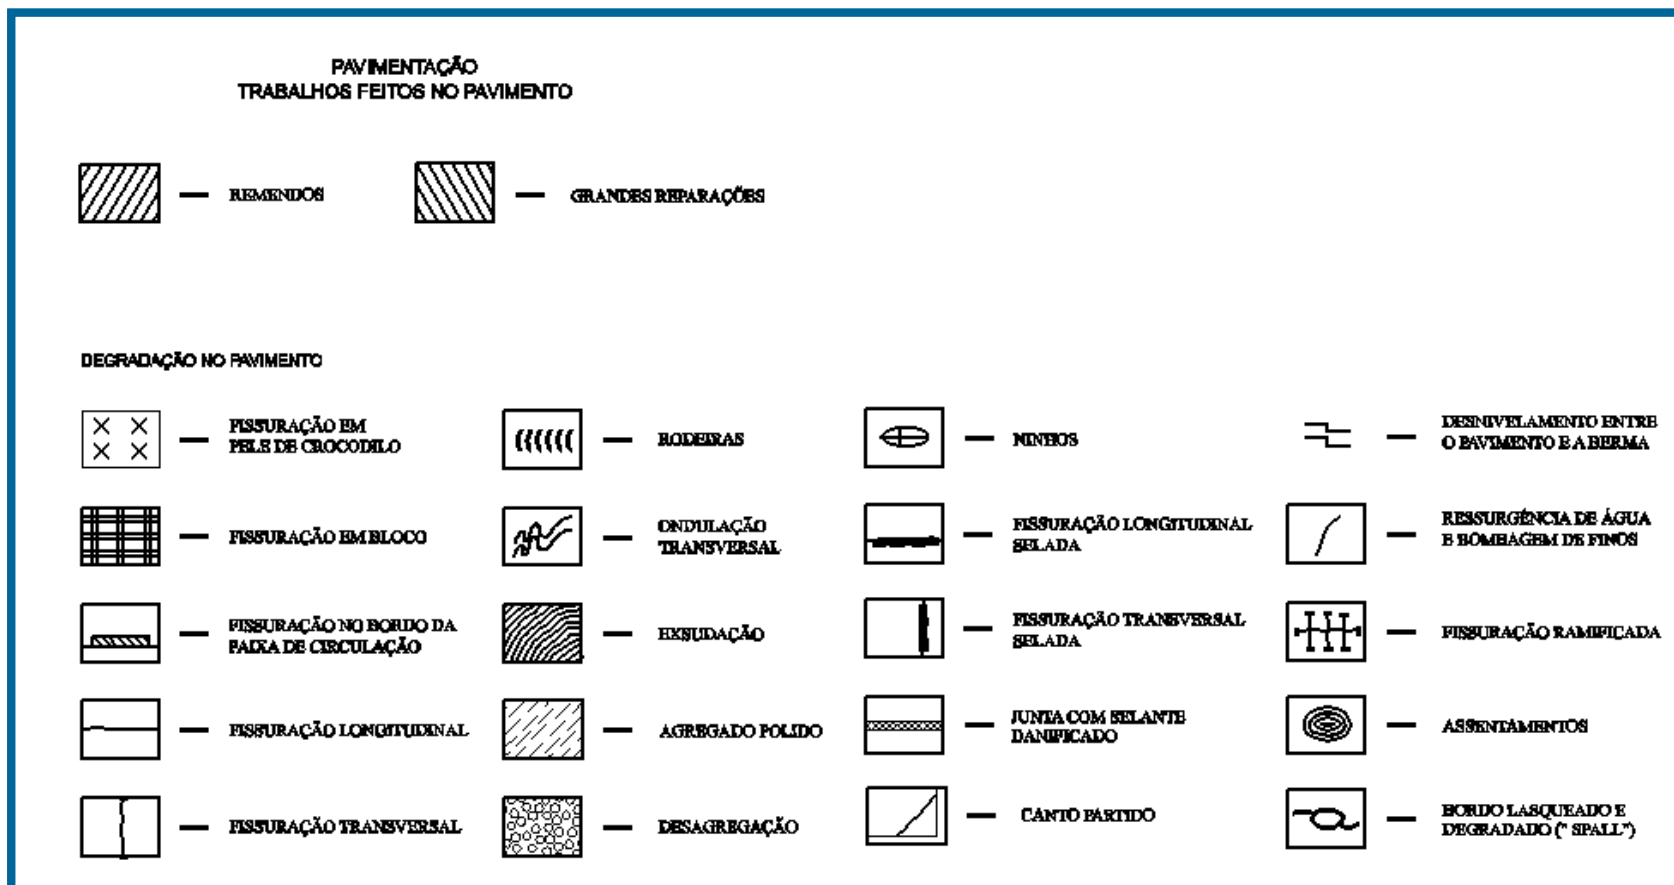 PAVIMENTAÇÃO
TRABALHOS FEITOS NO PAVIMENTO
REMENDOS
GRANDES REPARAÇÕES
DEGRADAÇÃO NO PAVIMENTO
FISSURAÇÃO EM
PELE DE CROCODILO
FISSURAÇÃO EM BLOCO
FISSURAÇÃO NO BORDO DA
FAIXA DE CIRCULAÇÃO
FISSURAÇÃO LONGITUDINAL
FISSURAÇÃO TRANSVERSAL
RODEIRAS
ONDULAÇÃO
TRANSVERSAL
EXSUDAÇÃO
AGREGADO POLIDO
DESAGREGAÇÃO
NINHOS
FISSURAÇÃO LONGITUDINAL
SELADA
FISSURAÇÃO TRANSVERSAL
SELADA
JUNTA COM SELANTE
DANIFICADO
CANTO PARTIDO
DESNIVELAMENTO ENTRE
O PAVIMENTO E A BERMA
RESSURGÊNCIA DE ÁGUA
E BOMBAGEM DE FINOS
FISSURAÇÃO RAMIFICADA
ASSENTAMENTOS
BORDO LASQUEADO E
DEGRADADO (" SPALL")